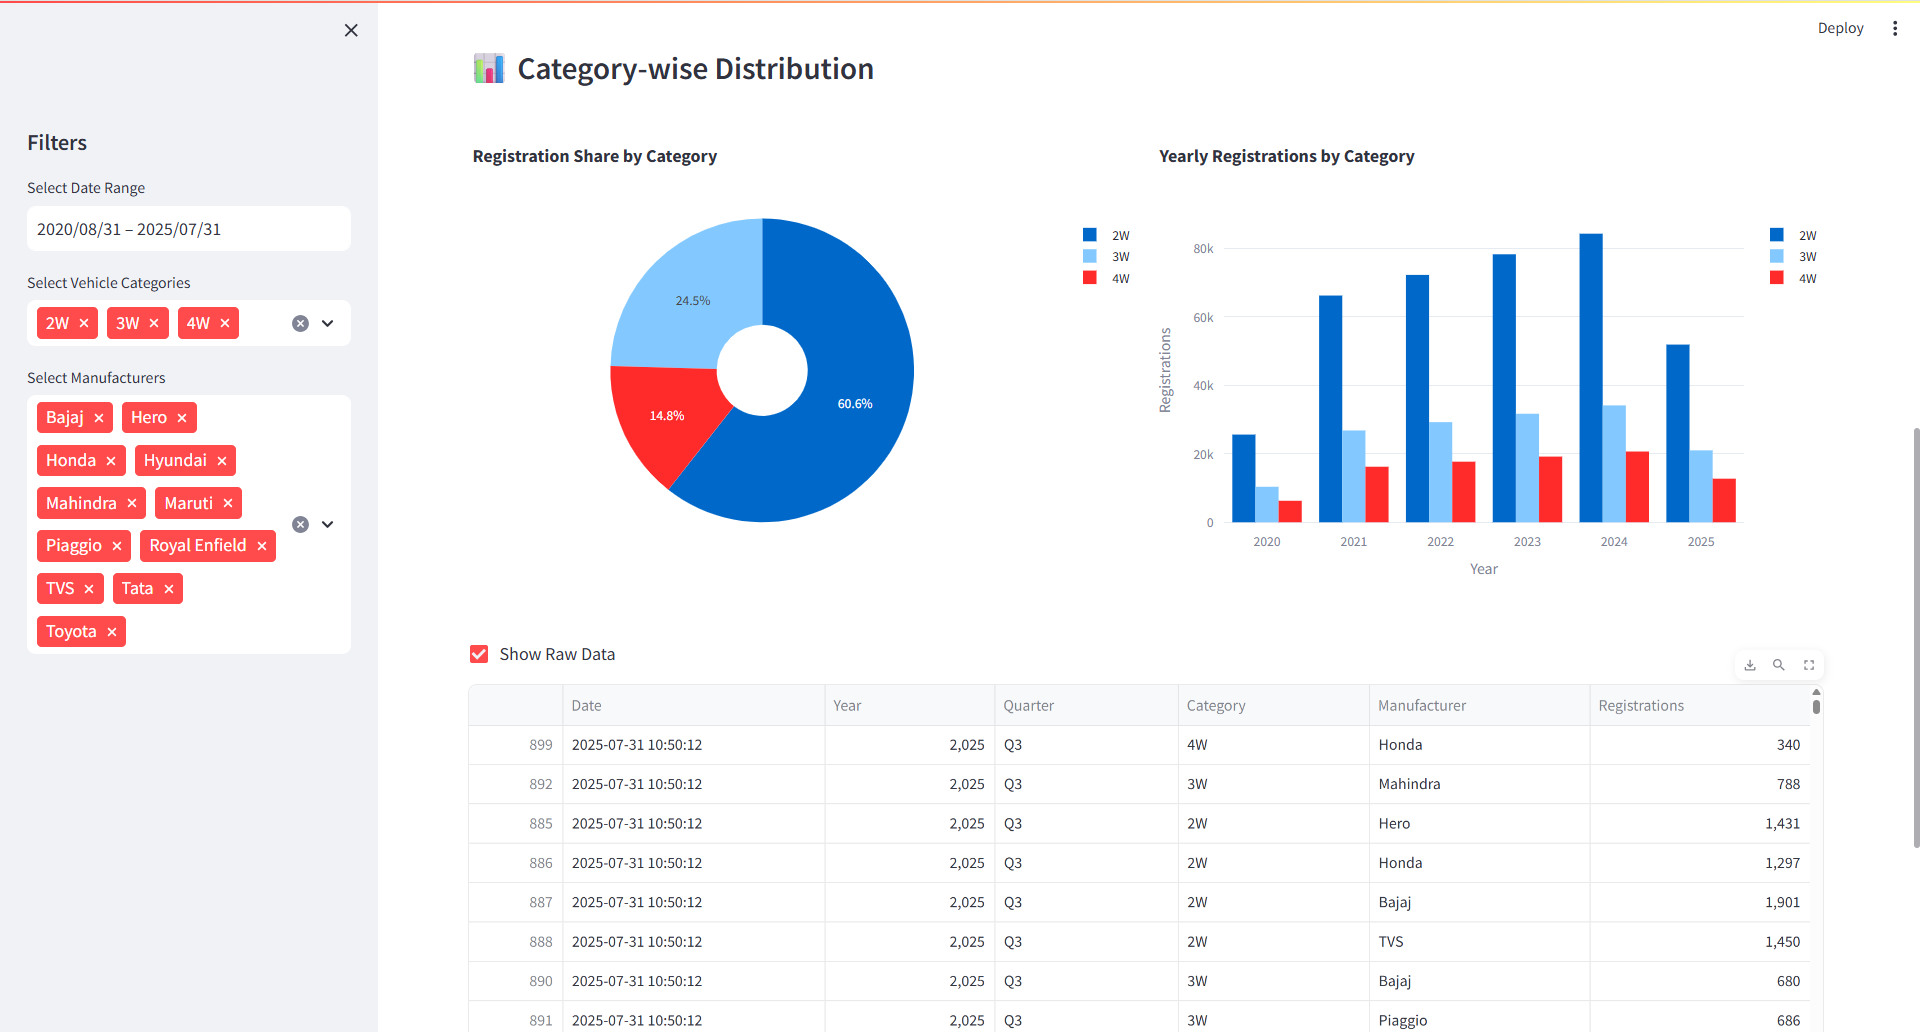 Deploy
Category-wise Distribution
Filters
Select Date Range
2020/08/31 – 2025/07/31
Select Vehicle Categories
2W 3W 4W
Select Manufacturers
Bajaj Hero
Honda Hyundai
Mahindra Maruti
Piaggio Royal Enfield
TVS Tata
Toyota
Registration Share by Category
24.5%
14.8%
60.6%
2W
3W
4W
Yearly Registrations by Category
Registrations
80k
60k
40k
20k
0
2020 2021 2022 2023 2024 2025
Year
2W
3W
4W
Show Raw Data
Date Year Quarter Category Manufacturer Registrations
899 2025-07-31 10:50:12 2,025 Q3 4W Honda 340
892 2025-07-31 10:50:12 2,025 Q3 3W Mahindra 788
885 2025-07-31 10:50:12 2,025 Q3 2W Hero 1,431
886 2025-07-31 10:50:12 2,025 Q3 2W Honda 1,297
887 2025-07-31 10:50:12 2,025 Q3 2W Bajaj 1,901
888 2025-07-31 10:50:12 2,025 Q3 2W TVS 1,450
890 2025-07-31 10:50:12 2,025 Q3 3W Bajaj 680
891 2025-07-31 10:50:12 2,025 Q3 3W Piaggio 686